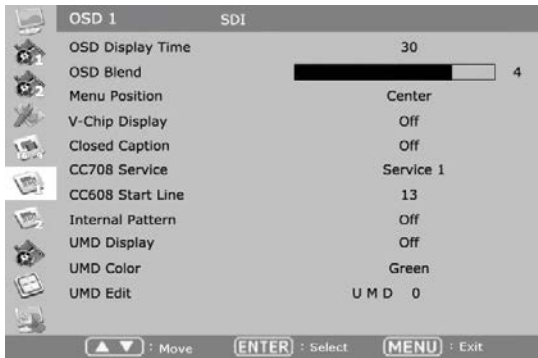 OSD 1 SDI
OSD Display Time 30
OSD Blend 4
Menu Position Center
V-Chip Display Off
Closed Caption Off
CC708 Service Service 1
CC608 Start Line 13
Internal Pattern Off
UMD Display Off
UMD Color Green
UMD Edit U M D 0
▲ ▼ : Move ENTER : Select MENU : Exit